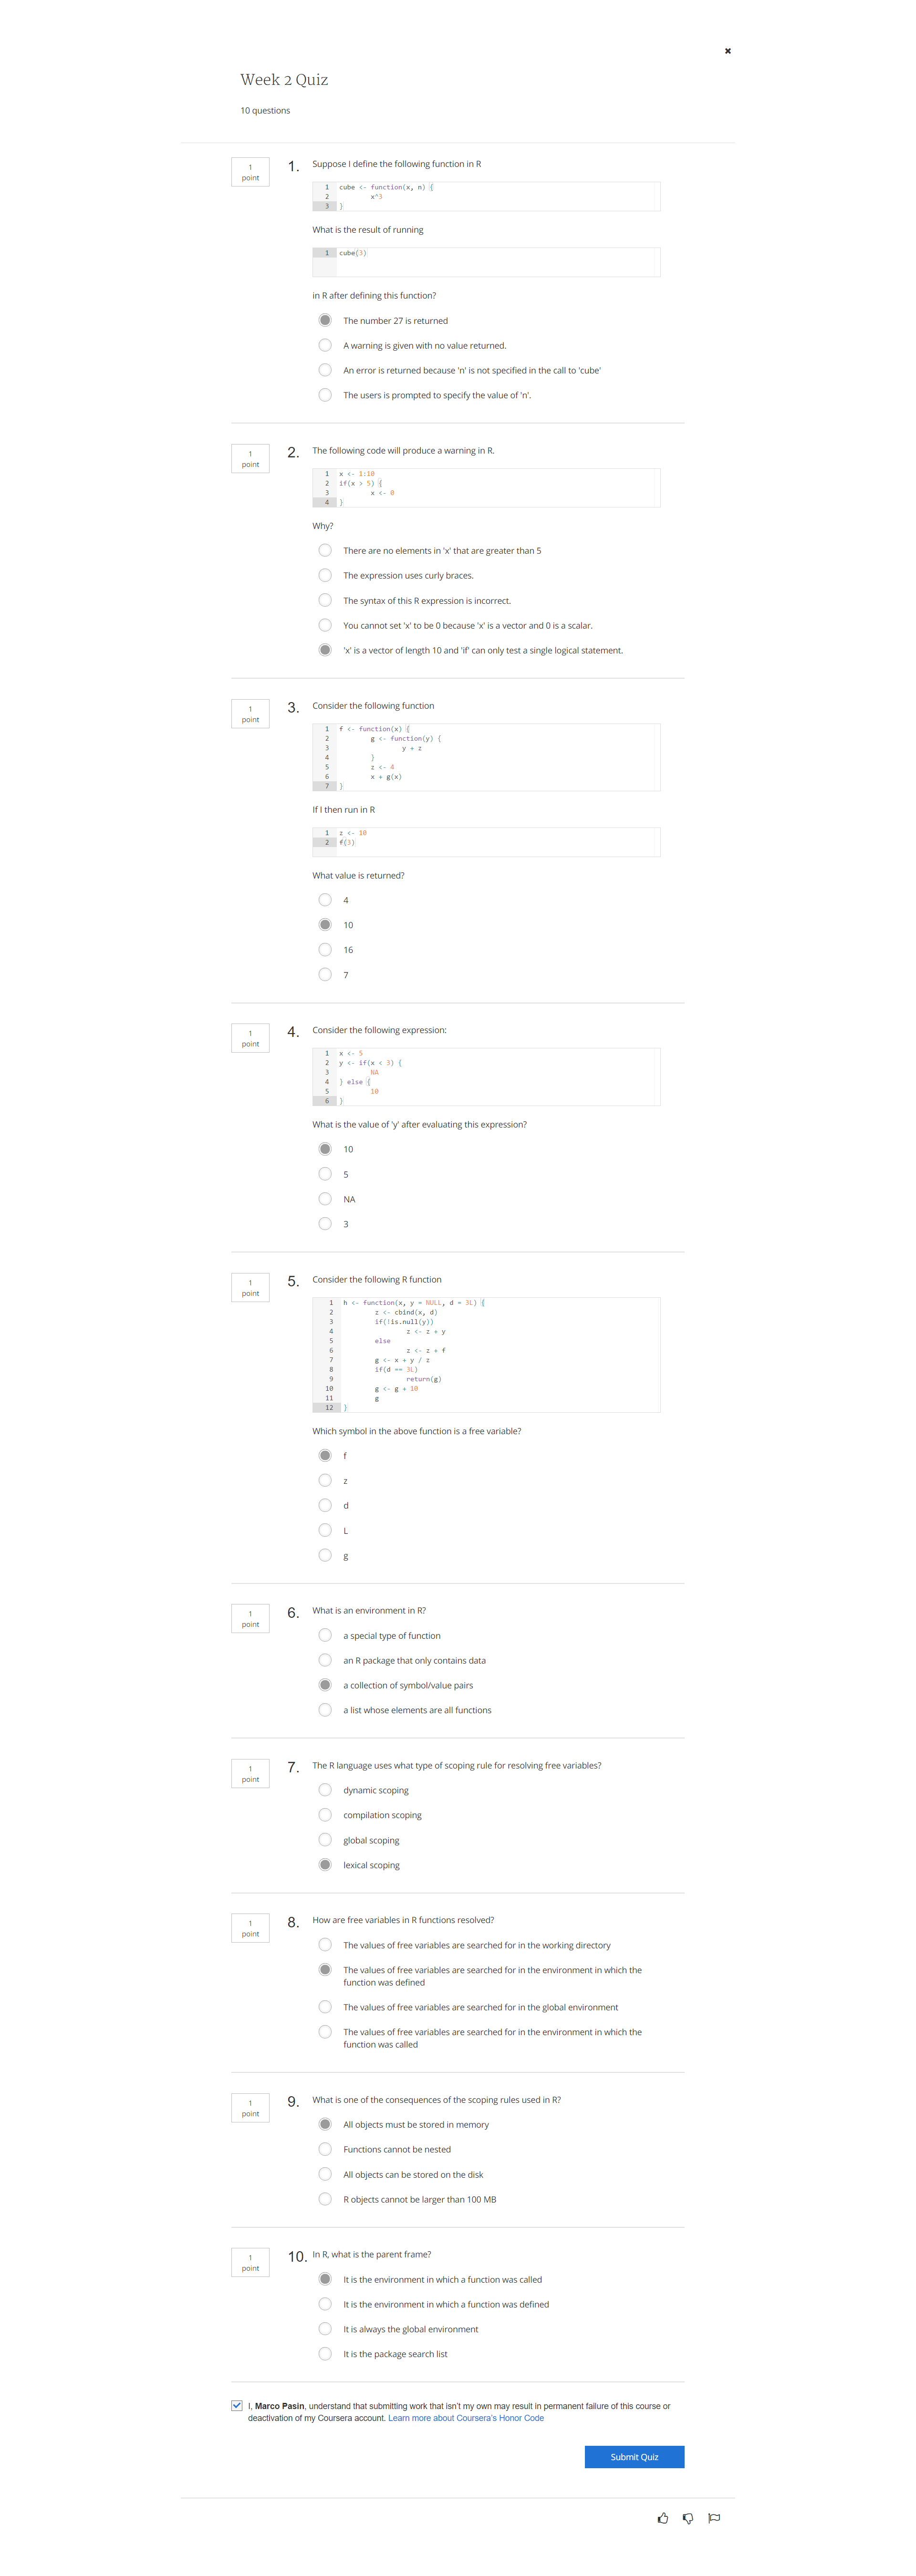 Week 2 Quiz
10 questions
1
point
1.
Suppose I define the following function in R
1 cube <- function(x, n) {
2 x^3
3 }
What is the result of running
1 cube(3)
in R after defining this function?
The number 27 is returned
A warning is given with no value returned.
An error is returned because 'n' is not specified in the call to 'cube'
The users is prompted to specify the value of 'n'.
1
point
2.
The following code will produce a warning in R.
1 x <- 1:10
2 if(x > 5) {
3 x <- 0
4 }
Why?
There are no elements in 'x' that are greater than 5
The expression uses curly braces.
The syntax of this R expression is incorrect.
You cannot set 'x' to be 0 because 'x' is a vector and 0 is a scalar.
'x' is a vector of length 10 and 'if' can only test a single logical statement.
1
point
3.
Consider the following function
1 f <- function(x) {
2 g <- function(y) {
3 y + z
4 }
5 z <- 4
6 x + g(x)
7 }
If I then run in R
1 z <- 10
2 f(3)
What value is returned?
4
10
16
7
1
point
4.
Consider the following expression:
1 x <- 5
2 y <- if(x < 3) {
3 NA
4 } else {
5 10
6 }
What is the value of 'y' after evaluating this expression?
10
5
NA
3
1
point
5.
Consider the following R function
1 h <- function(x, y = NULL, d = 3L) {
2 z <- cbind(x, d)
3 if(!is.null(y))
4 z <- z + y
5 else
6 z <- z + f
7 g <- x + y / z
8 if(d == 3L)
9 return(g)
10 g <- g + 10
11 g
12 }
Which symbol in the above function is a free variable?
f
z
d
L
g
1
point
6.
What is an environment in R?
a special type of function
an R package that only contains data
a collection of symbol/value pairs
a list whose elements are all functions
1
point
7.
The R language uses what type of scoping rule for resolving free variables?
dynamic scoping
compilation scoping
global scoping
lexical scoping
1
point
8.
How are free variables in R functions resolved?
The values of free variables are searched for in the working directory
The values of free variables are searched for in the environment in which the
function was defined
The values of free variables are searched for in the global environment
The values of free variables are searched for in the environment in which the
function was called
1
point
9.
What is one of the consequences of the scoping rules used in R?
All objects must be stored in memory
Functions cannot be nested
All objects can be stored on the disk
R objects cannot be larger than 100 MB
1
point
10.
In R, what is the parent frame?
It is the environment in which a function was called
It is the environment in which a function was defined
It is always the global environment
It is the package search list
I, Marco Pasin, understand that submitting work that isn't my own may result in permanent failure of this course or
deactivation of my Coursera account. Learn more about Coursera's Honor Code
Submit Quiz